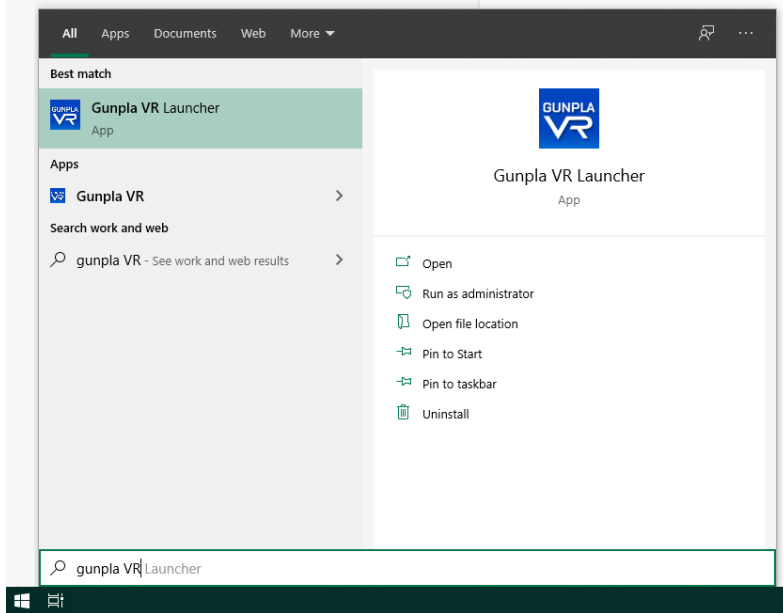 All Apps Documents Web More
Best match
GUNPLA
VR
Gunpla VR Launcher
App
Apps
Gunpla VR
Search work and web
gunpla VR - See work and web results
GUNPLA
VR
Gunpla VR Launcher
App
Open
Run as administrator
Open file location
Pin to Start
Pin to taskbar
Uninstall
gunpla VR Launcher